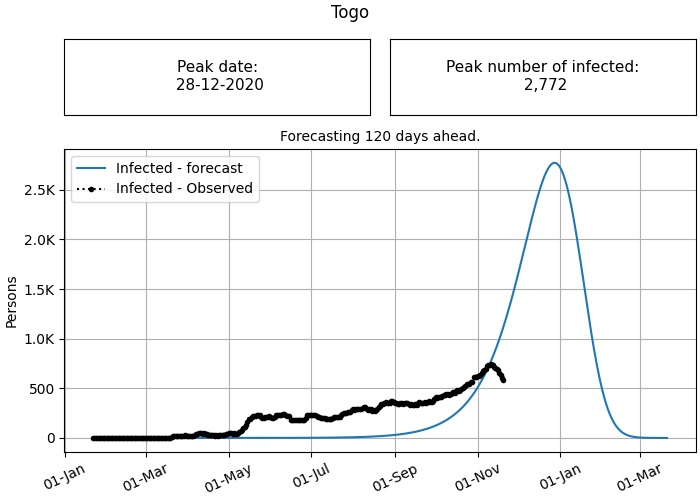 Togo
Peak date:
28-12-2020
Peak number of infected:
2,772
Forecasting 120 days ahead.
Infected - forecast
Infected - Observed
Persons
2.5K
2.0K
1.5K
1.0K
500
0
01-Jan
01-Mar
01-May
01-Jul
01-Sep
01-Nov
01-Jan
01-Mar